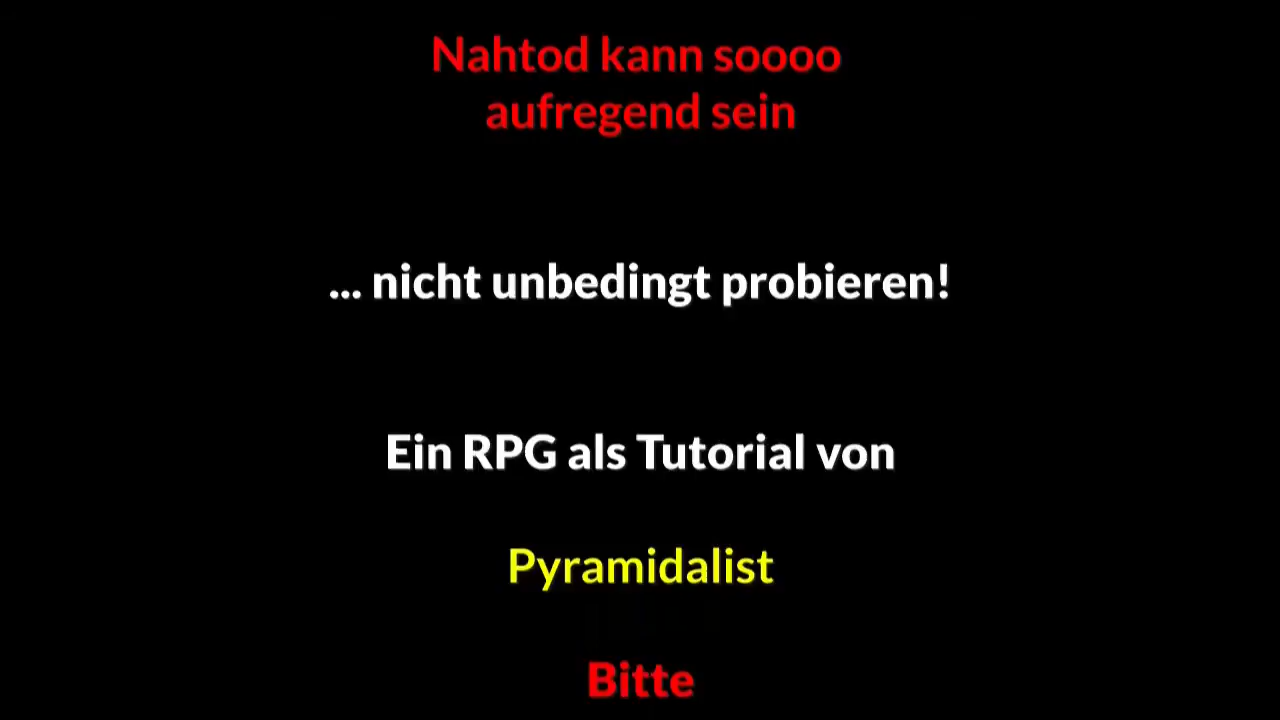 Nahtod kann soooo
aufregend sein
... nicht unbedingt probieren!
Ein RPG als Tutorial von
Pyramidalist
Bitte